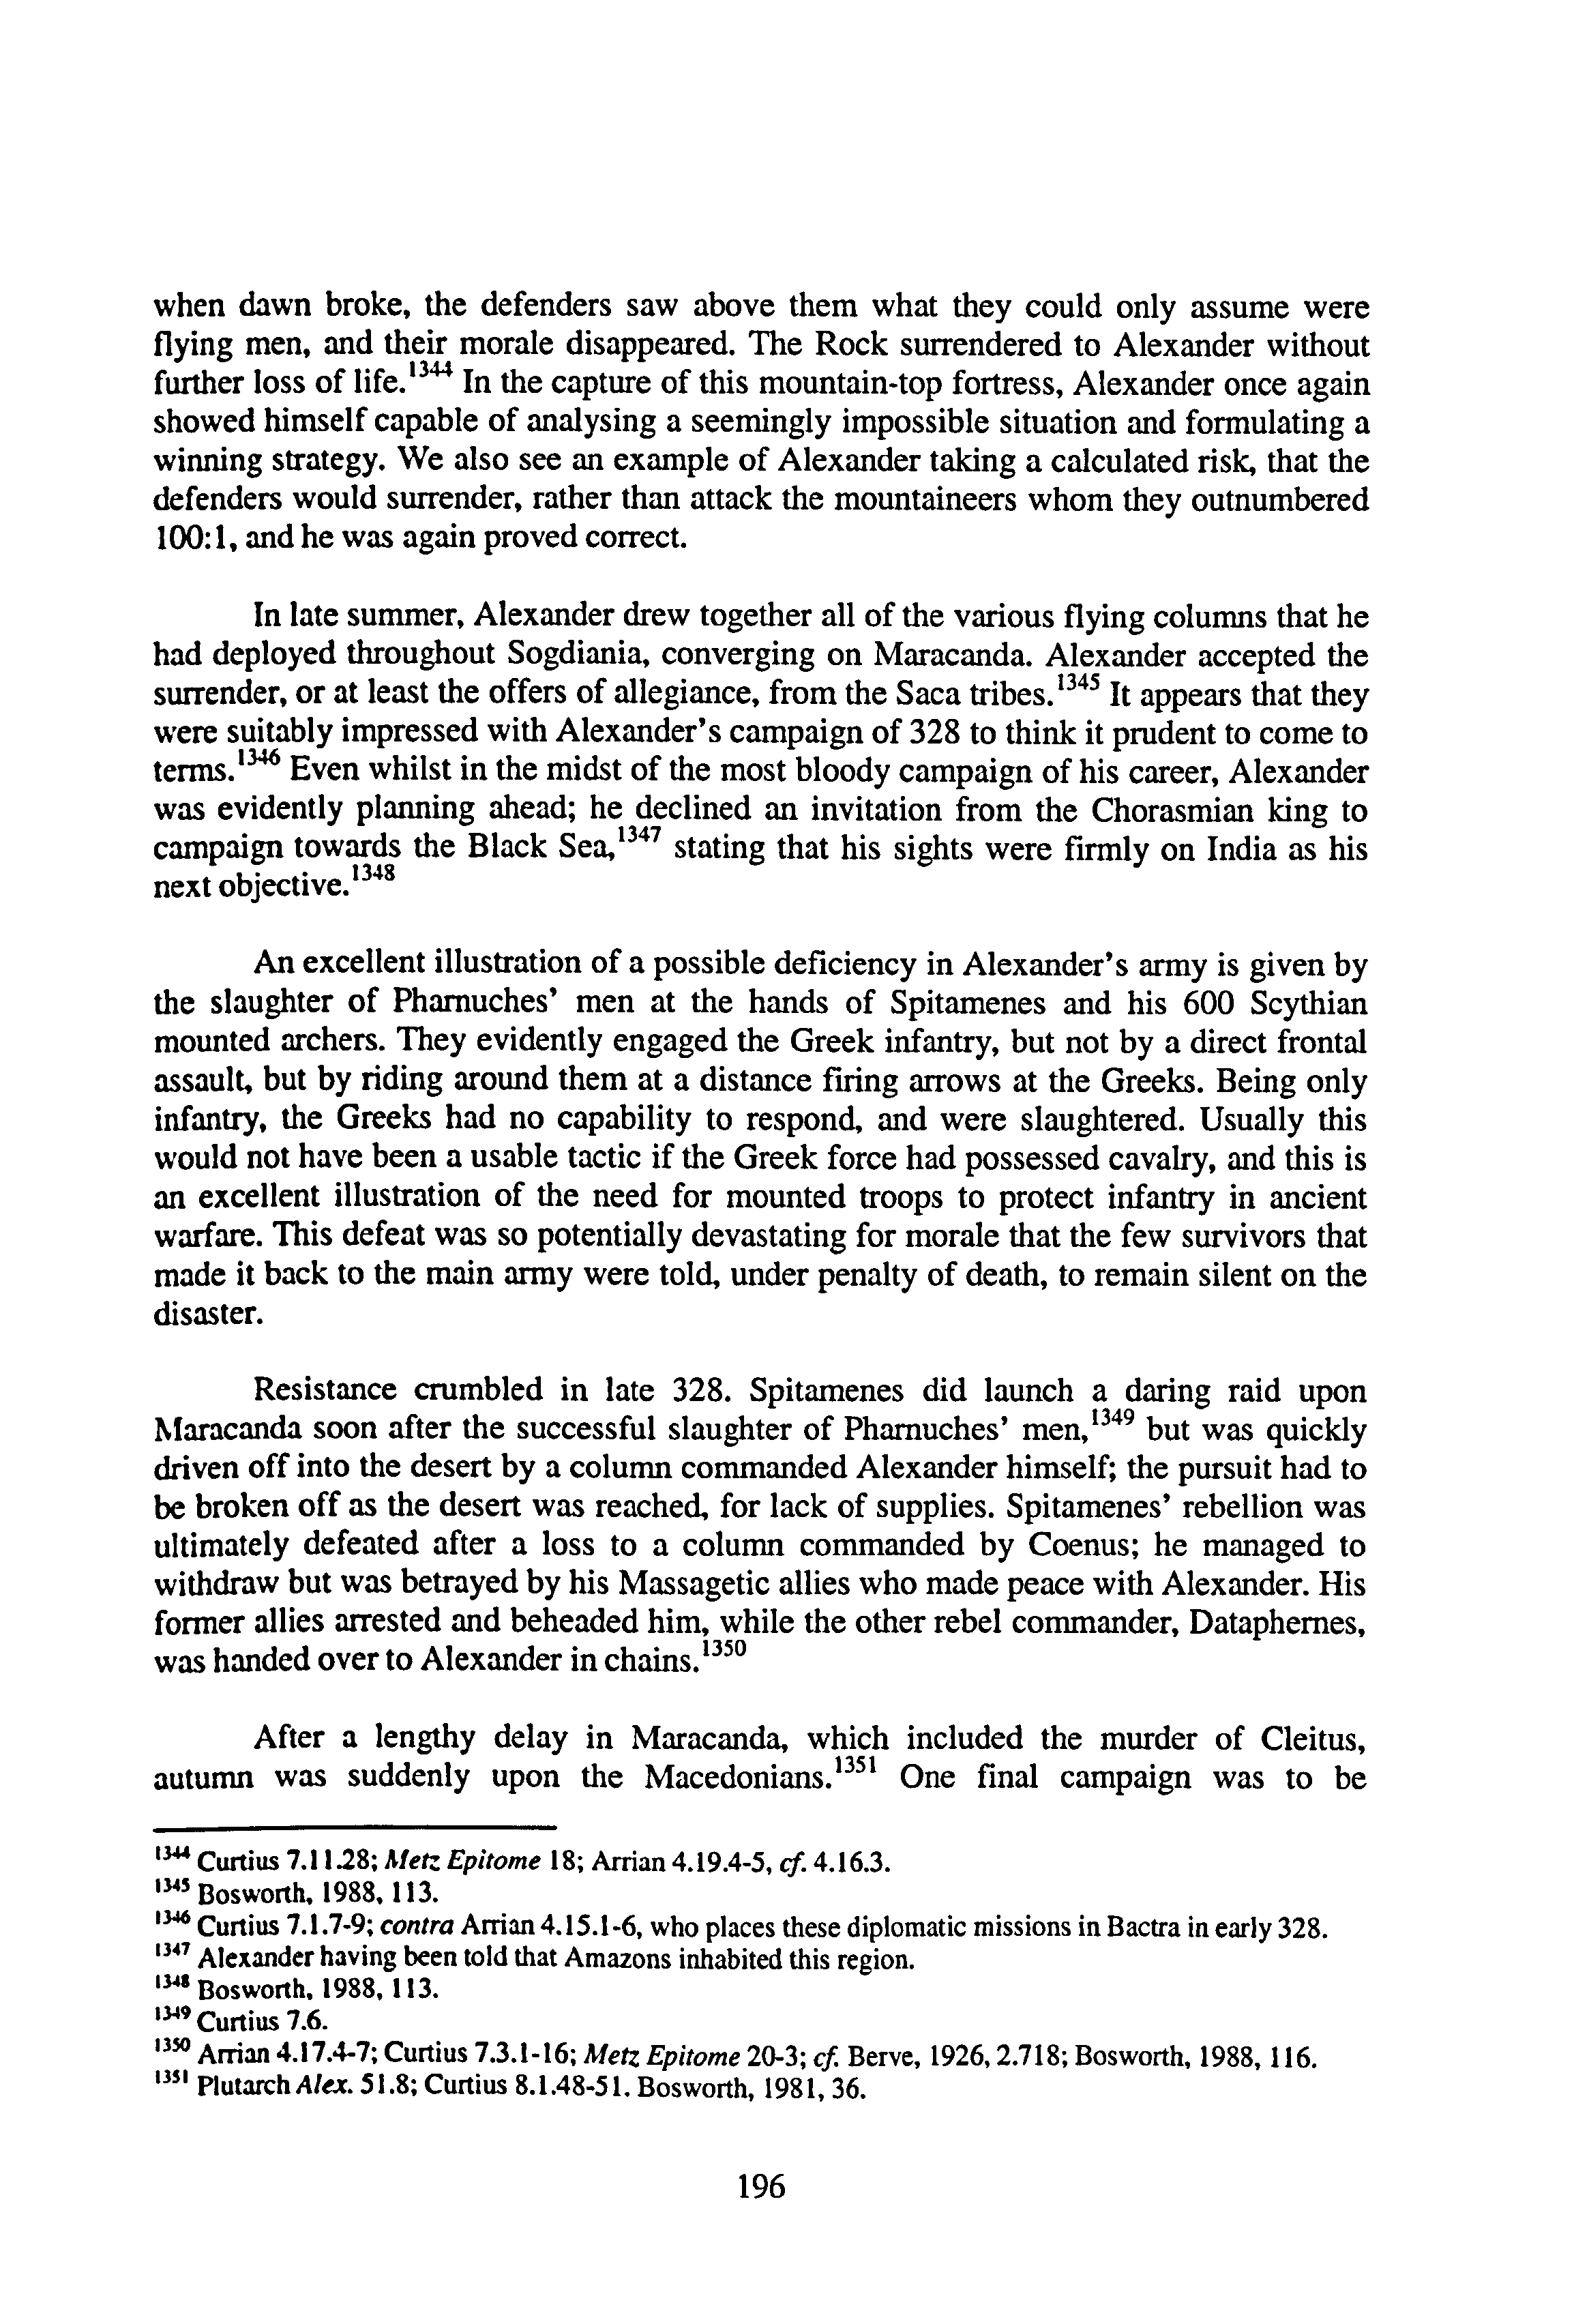 when dawn broke, the defenders saw above them what they could only assume were
flying men, and their morale disappeared. The Rock surrendered to Alexander without
further loss of life.1344 In the capture of this mountain-top fortress, Alexander once again
showed himself capable of analysing a seemingly impossible situation and formulating a
winning strategy. We also see an example of Alexander taking a calculated risk, that the
defenders would surrender, rather than attack the mountaineers whom they outnumbered
100:1, and he was again proved correct.
In late summer, Alexander drew together all of the various flying columns that he
had deployed throughout Sogdiania, converging on Maracanda. Alexander accepted the
surrender, or at least the offers of allegiance, from the Saca tribes.1345 It appears that they
were suitably impressed with Alexander's campaign of 328 to think it prudent to come to
terms.1346 Even whilst in the midst of the most bloody campaign of his career, Alexander
was evidently planning ahead; he declined an invitation from the Chorasmian king to
campaign towards the Black Sea,1347 stating that his sights were firmly on India as his
next objective.1348
An excellent illustration of a possible deficiency in Alexander's army is given by
the slaughter of Pharnuches' men at the hands of Spitamenes and his 600 Scythian
mounted archers. They evidently engaged the Greek infantry, but not by a direct frontal
assault, but by riding around them at a distance firing arrows at the Greeks. Being only
infantry, the Greeks had no capability to respond, and were slaughtered. Usually this
would not have been a usable tactic if the Greek force had possessed cavalry, and this is
an excellent illustration of the need for mounted troops to protect infantry in ancient
warfare. This defeat was so potentially devastating for morale that the few survivors that
made it back to the main army were told, under penalty of death, to remain silent on the
disaster.
Resistance crumbled in late 328. Spitamenes did launch a daring raid upon
Maracanda soon after the successful slaughter of Pharnuches' men,1349 but was quickly
driven off into the desert by a column commanded Alexander himself; the pursuit had to
be broken off as the desert was reached, for lack of supplies. Spitamenes' rebellion was
ultimately defeated after a loss to a column commanded by Coenus; he managed to
withdraw but was betrayed by his Massagetic allies who made peace with Alexander. His
former allies arrested and beheaded him, while the other rebel commander, Dataphernes,
was handed over to Alexander in chains.1350
After a lengthy delay in Maracanda, which included the murder of Cleitus,
autumn was suddenly upon the Macedonians.1351 One final campaign was to be
1344 Curtius 7.11.28; Metz Epitome 18; Arrian 4.19.4-5, cf. 4.16.3.
1345 Bosworth, 1988, 113.
1346 Curtius 7.1.7-9; contra Arrian 4.15.1-6, who places these diplomatic missions in Bactra in early 328.
1347 Alexander having been told that Amazons inhabited this region.
1348 Bosworth, 1988, 113.
1349 Curtius 7.6.
1350 Arrian 4.17.4-7; Curtius 7.3.1-16; Metz Epitome 20-3; cf. Berve, 1926, 2.718; Bosworth, 1988, 116.
1351 Plutarch Alex. 51.8; Curtius 8.1.48-51. Bosworth, 1981, 36.
196